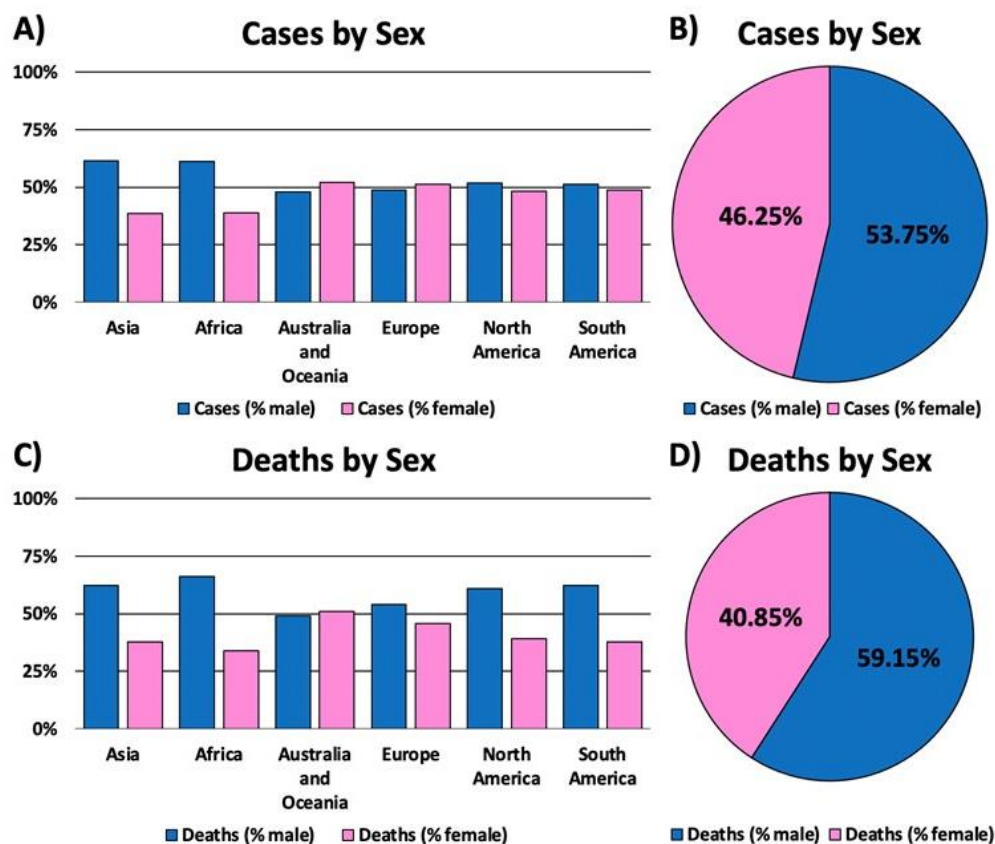 A) Cases by Sex
100%
75%
50%
25%
0%
Asia Africa Australia and Oceania Europe North America South America
Cases (% male) Cases (% female)
B) Cases by Sex
46.25%
53.75%
Cases (% male) Cases (% female)
C) Deaths by Sex
100%
75%
50%
25%
0%
Asia Africa Australia and Oceania Europe North America South America
Deaths (% male) Deaths (% female)
D) Deaths by Sex
40.85%
59.15%
Deaths (% male) Deaths (% female)